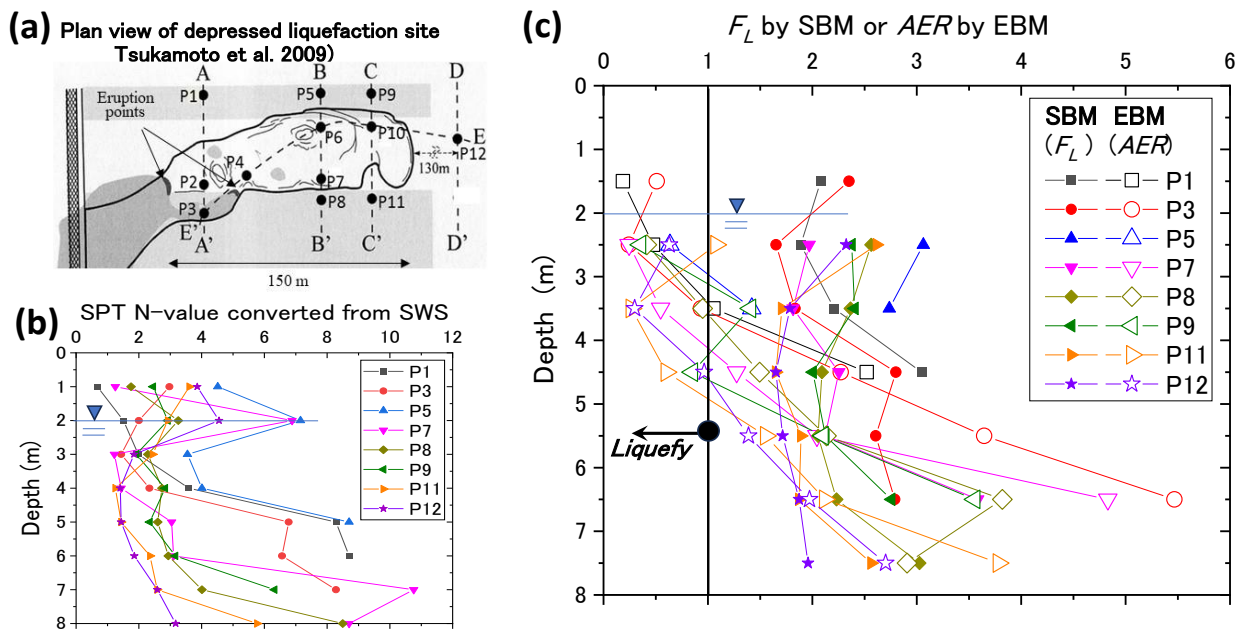 (a) Plan view of depressed liquefaction site
Tsukamoto et al. 2009)
A
B
C
D
P1
P5
P9
Eruption
points
P6
P10
E
P12
P4
130m
P2
P7
P3
P8
P11
E'
A'
B'
C'
D'
150 m
(b)
SPT N-value converted from SWS
0 2 4 6 8 10 12
Depth (m)
0
1
2
3
4
5
6
7
8
P1
P3
P5
P7
P8
P9
P11
P12
(c)
F_L by SBM or AER by EBM
0 1 2 3 4 5 6
Depth (m)
0
1
2
3
4
5
6
7
8
Liquefy
SBM EBM
(F_L) (AER)
P1
P3
P5
P7
P8
P9
P11
P12